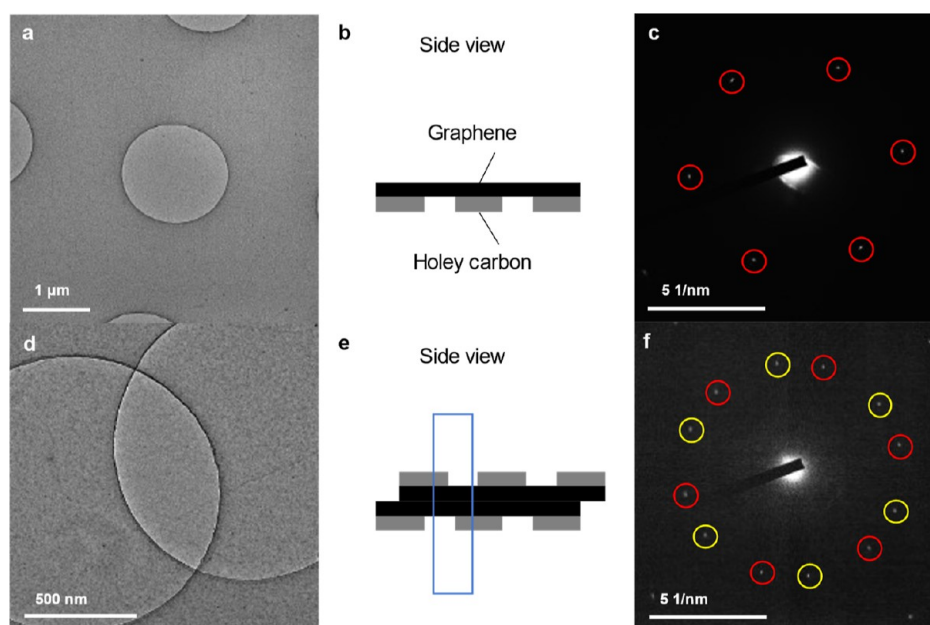 a
b
Side view
Graphene
Holey carbon
c
1 µm
5 1/nm
d
e
Side view
f
500 nm
5 1/nm